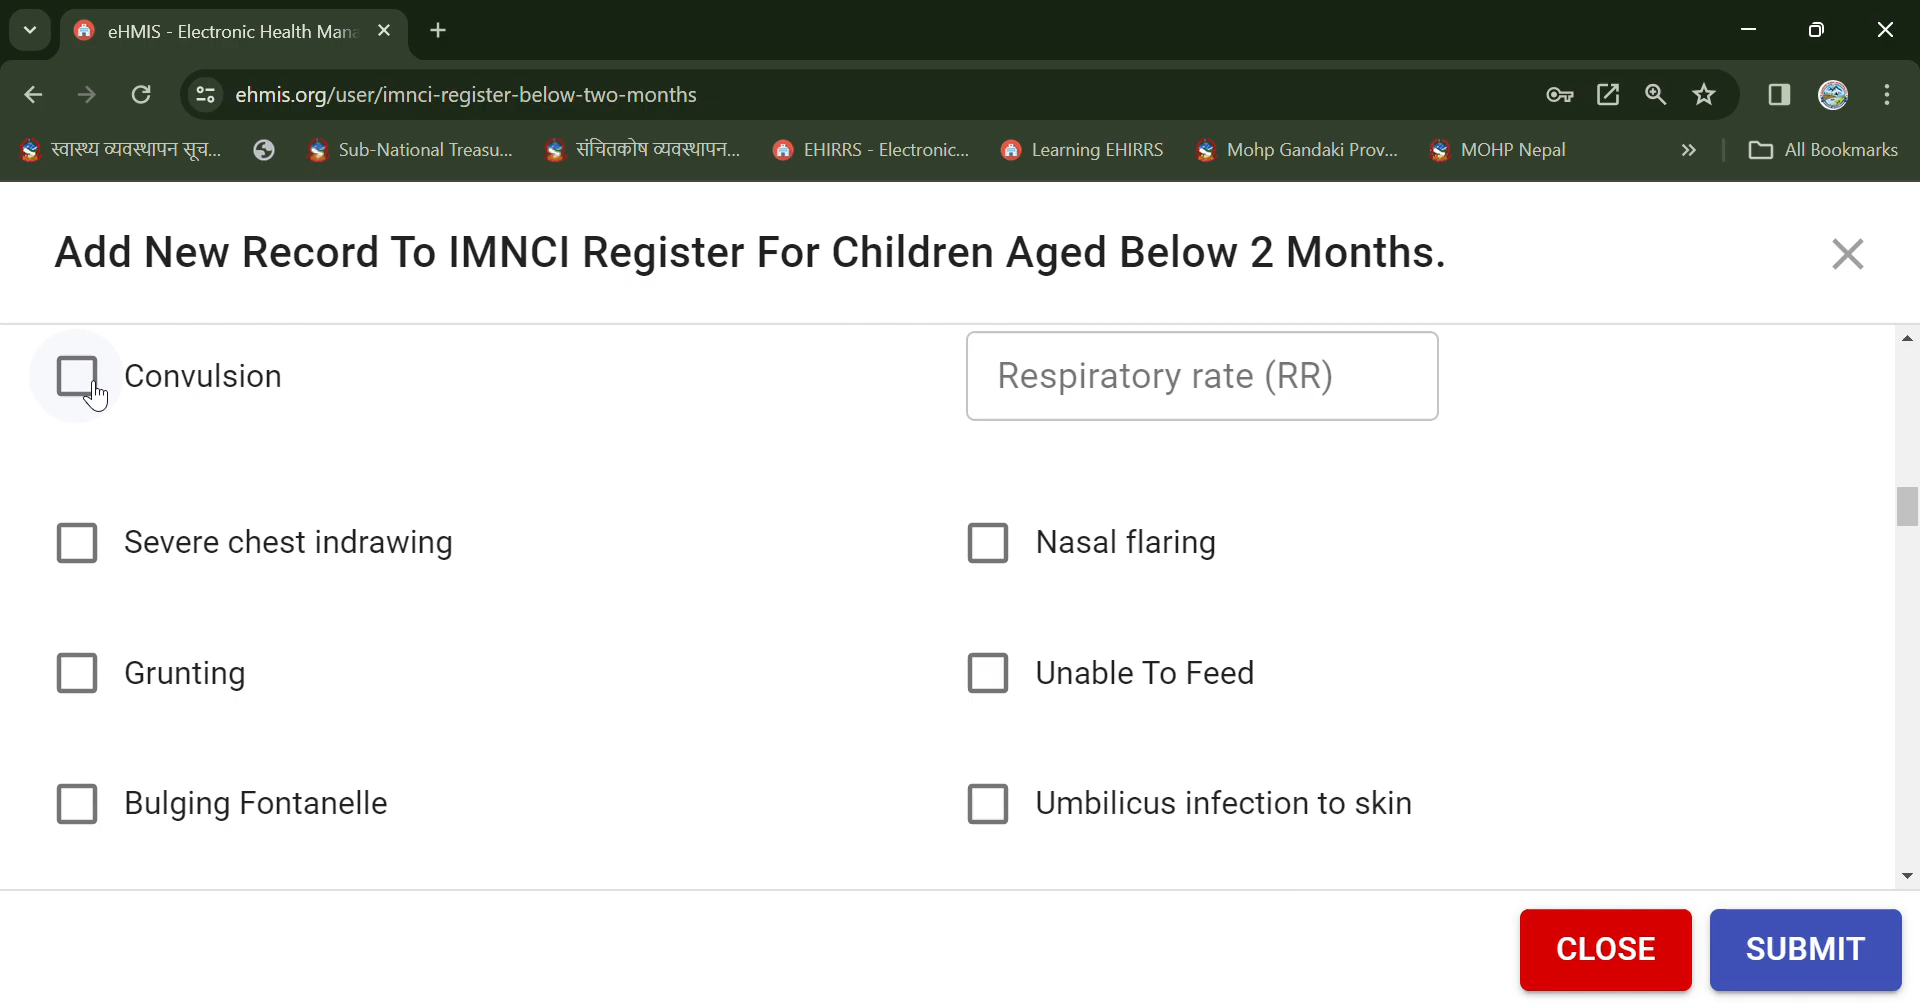 eHMIS - Electronic Health Mana
ehmis.org/user/imnci-register-below-two-months
स्वास्थ्य व्यवस्थापन सूच... Sub-National Treasu... संचितकोष व्यवस्थापन... EHIRRS - Electronic... Learning EHIRRS Mohp Gandaki Prov... MOHP Nepal » All Bookmarks
Add New Record To IMNCI Register For Children Aged Below 2 Months.
Convulsion Respiratory rate (RR)
Severe chest indrawing Nasal flaring
Grunting Unable To Feed
Bulging Fontanelle Umbilicus infection to skin
CLOSE SUBMIT